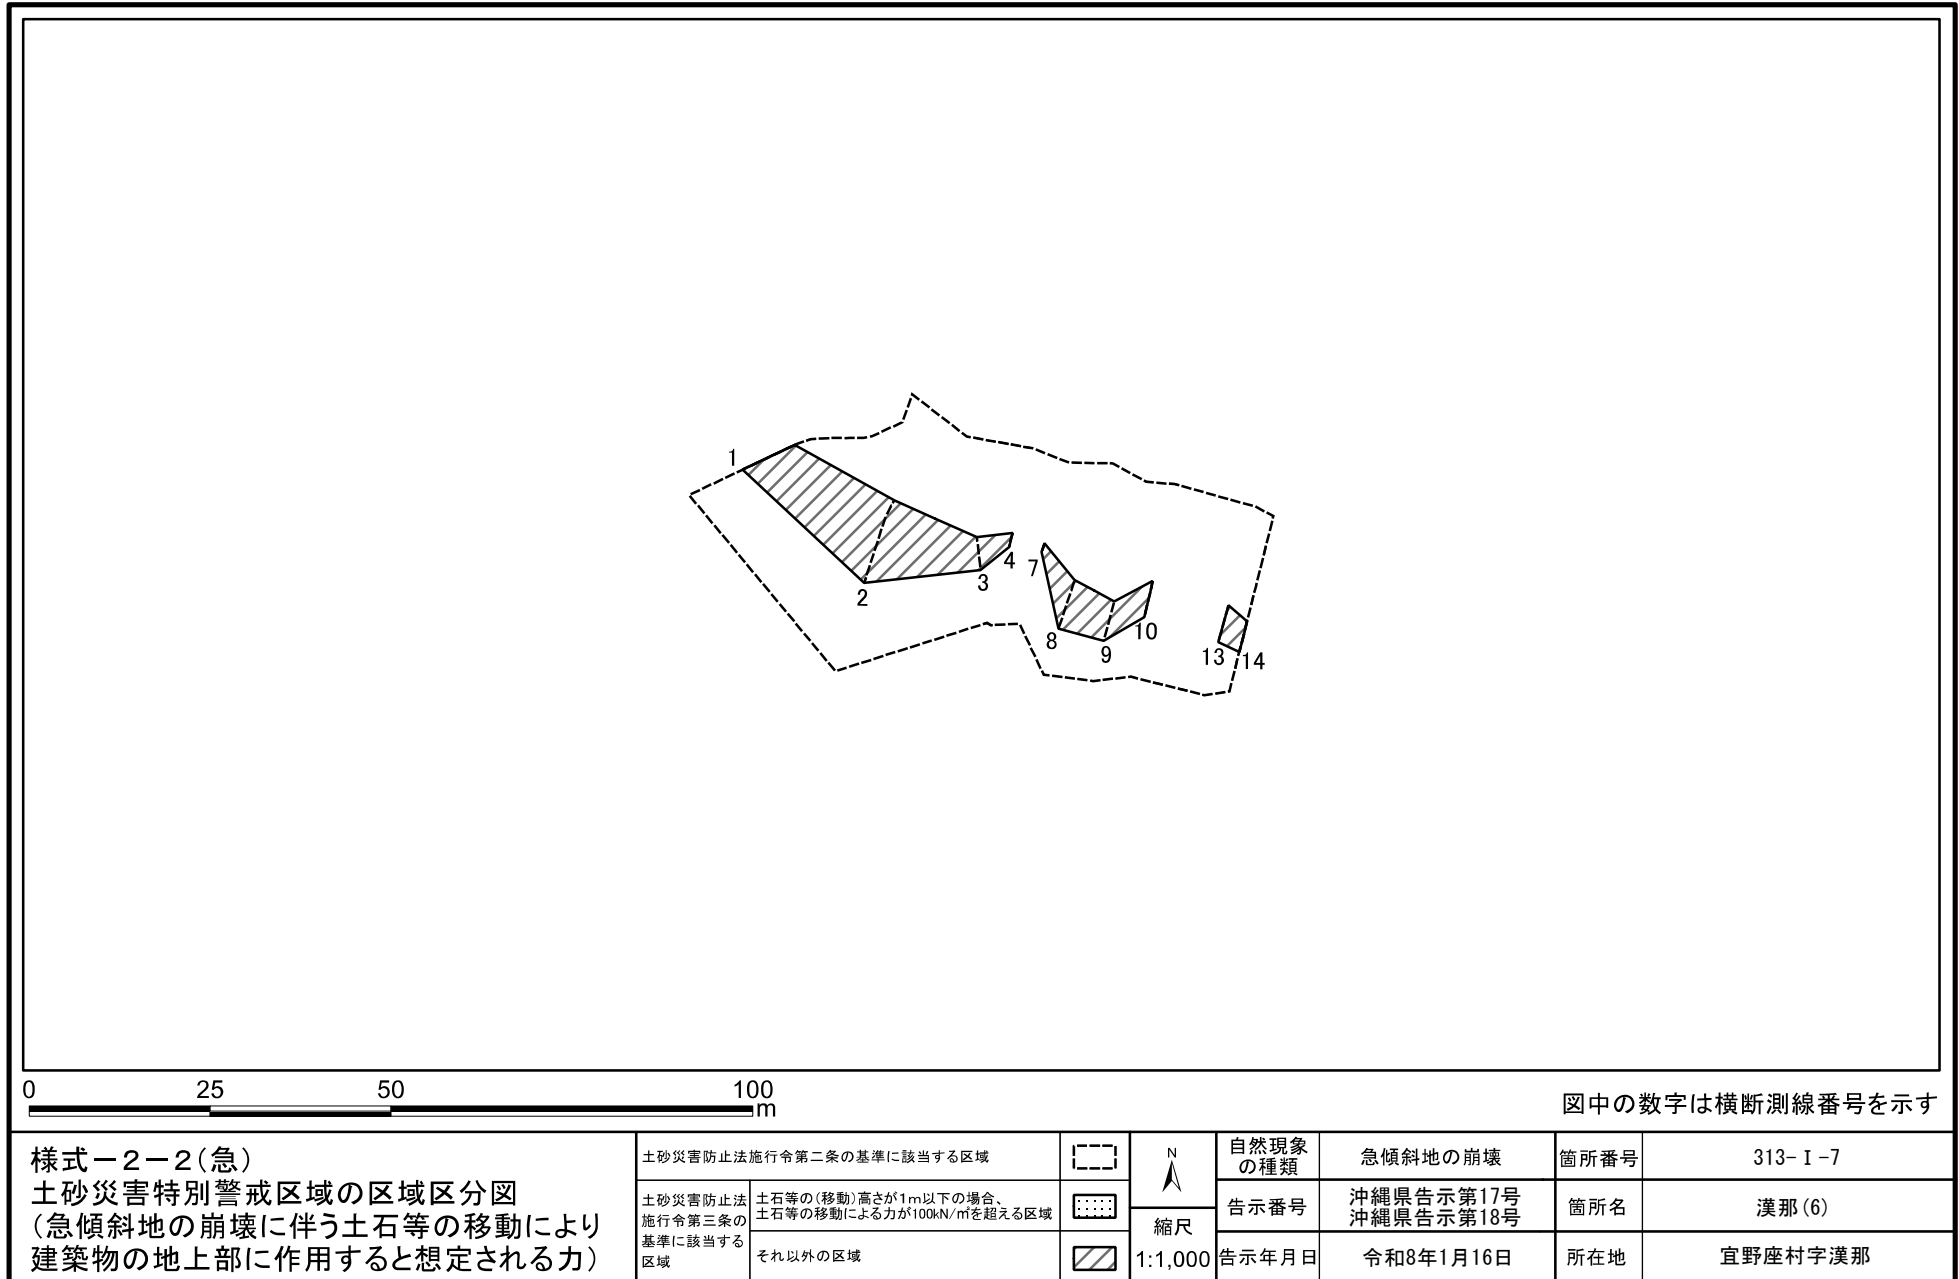 1
2
3
4
7
8
9
10
13
14
0 25 50 100
m
図中の数字は横断測線番号を示す
様式－2－2(急)
土砂災害特別警戒区域の区域区分図
(急傾斜地の崩壊に伴う土石等の移動により
建築物の地上部に作用すると想定される力)
土砂災害防止法施行令第二条の基準に該当する区域
土砂災害防止法
施行令第三条の
基準に該当する
区域
土石等の(移動)高さが1m以下の場合、
土石等の移動による力が100kN/㎡を超える区域
それ以外の区域
N
縮尺
1:1,000
自然現象
の種類
急傾斜地の崩壊
箇所番号
313-Ⅰ-7
告示番号
沖縄県告示第17号
沖縄県告示第18号
箇所名
漢那(6)
告示年月日
令和8年1月16日
所在地
宜野座村字漢那